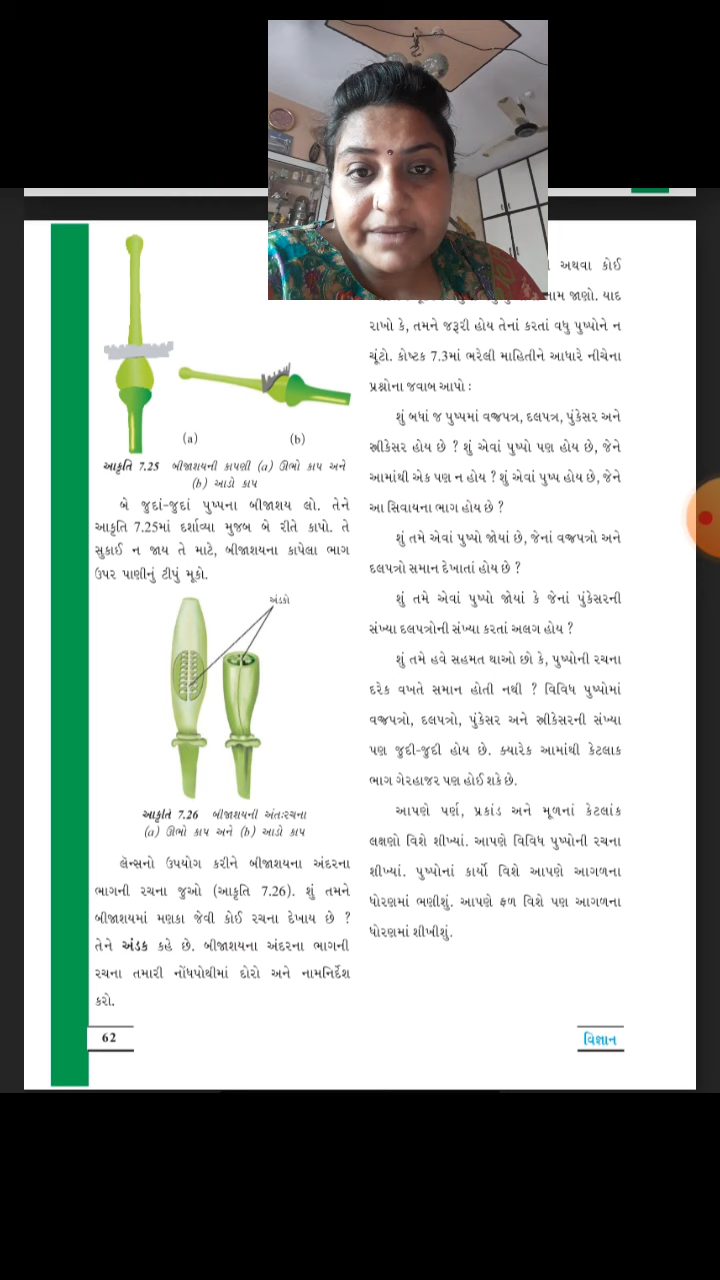 (a)
(b)
આકૃતિ 7.25 બીજાશયની કાપણી (a) ઊભો કાપ અને
(b) આડો કાપ
બે જુદાં-જુદાં પુષ્પના બીજાશય લો. તેને
આકૃતિ 7.25માં દર્શાવ્યા મુજબ બે રીતે કાપો. તે
સુકાઈ ન જાય તે માટે, બીજાશયના કાપેલા ભાગ
ઉપર પાણીનું ટીપું મૂકો.
અંડકો
આકૃતિ 7.26 બીજાશયની અંતઃરચના
(a) ઊભો કાપ અને (b) આડો કાપ
લૅન્સનો ઉપયોગ કરીને બીજાશયના અંદરના
ભાગની રચના જુઓ (આકૃતિ 7.26). શું તમને
બીજાશયમાં મણકા જેવી કોઈ રચના દેખાય છે ?
તેને અંડક કહે છે. બીજાશયના અંદરના ભાગની
રચના તમારી નોંધપોથીમાં દોરો અને નામનિર્દેશ
કરો.
અથવા કોઈ
જાણો. યાદ
રાખો કે, તમને જરૂરી હોય તેનાં કરતાં વધુ પુષ્પોને ન
ચૂંટો. કોષ્ટક 7.3માં ભરેલી માહિતીને આધારે નીચેના
પ્રશ્નોના જવાબ આપો :
શું બધાં જ પુષ્પમાં વજ્રપત્ર, દલપત્ર, પુંકેસર અને
સ્ત્રીકેસર હોય છે ? શું એવાં પુષ્પો પણ હોય છે, જેને
આમાંથી એક પણ ન હોય ? શું એવાં પુષ્પ હોય છે, જેને
આ સિવાયના ભાગ હોય છે ?
શું તમે એવાં પુષ્પો જોયાં છે, જેનાં વજ્રપત્રો અને
દલપત્રો સમાન દેખાતાં હોય છે ?
શું તમે એવાં પુષ્પો જોયાં કે જેનાં પુંકેસરની
સંખ્યા દલપત્રોની સંખ્યા કરતાં અલગ હોય ?
શું તમે હવે સહમત થાઓ છો કે, પુષ્પોની રચના
દરેક વખતે સમાન હોતી નથી ? વિવિધ પુષ્પોમાં
વજ્રપત્રો, દલપત્રો, પુંકેસર અને સ્ત્રીકેસરની સંખ્યા
પણ જુદી-જુદી હોય છે. ક્યારેક આમાંથી કેટલાક
ભાગ ગેરહાજર પણ હોઈ શકે છે.
આપણે પર્ણ, પ્રકાંડ અને મૂળનાં કેટલાંક
લક્ષણો વિશે શીખ્યાં. આપણે વિવિધ પુષ્પોની રચના
શીખ્યાં. પુષ્પોનાં કાર્યો વિશે આપણે આગળના
ધોરણમાં ભણીશું. આપણે ફળ વિશે પણ આગળના
ધોરણમાં શીખીશું.
62
વિજ્ઞાન